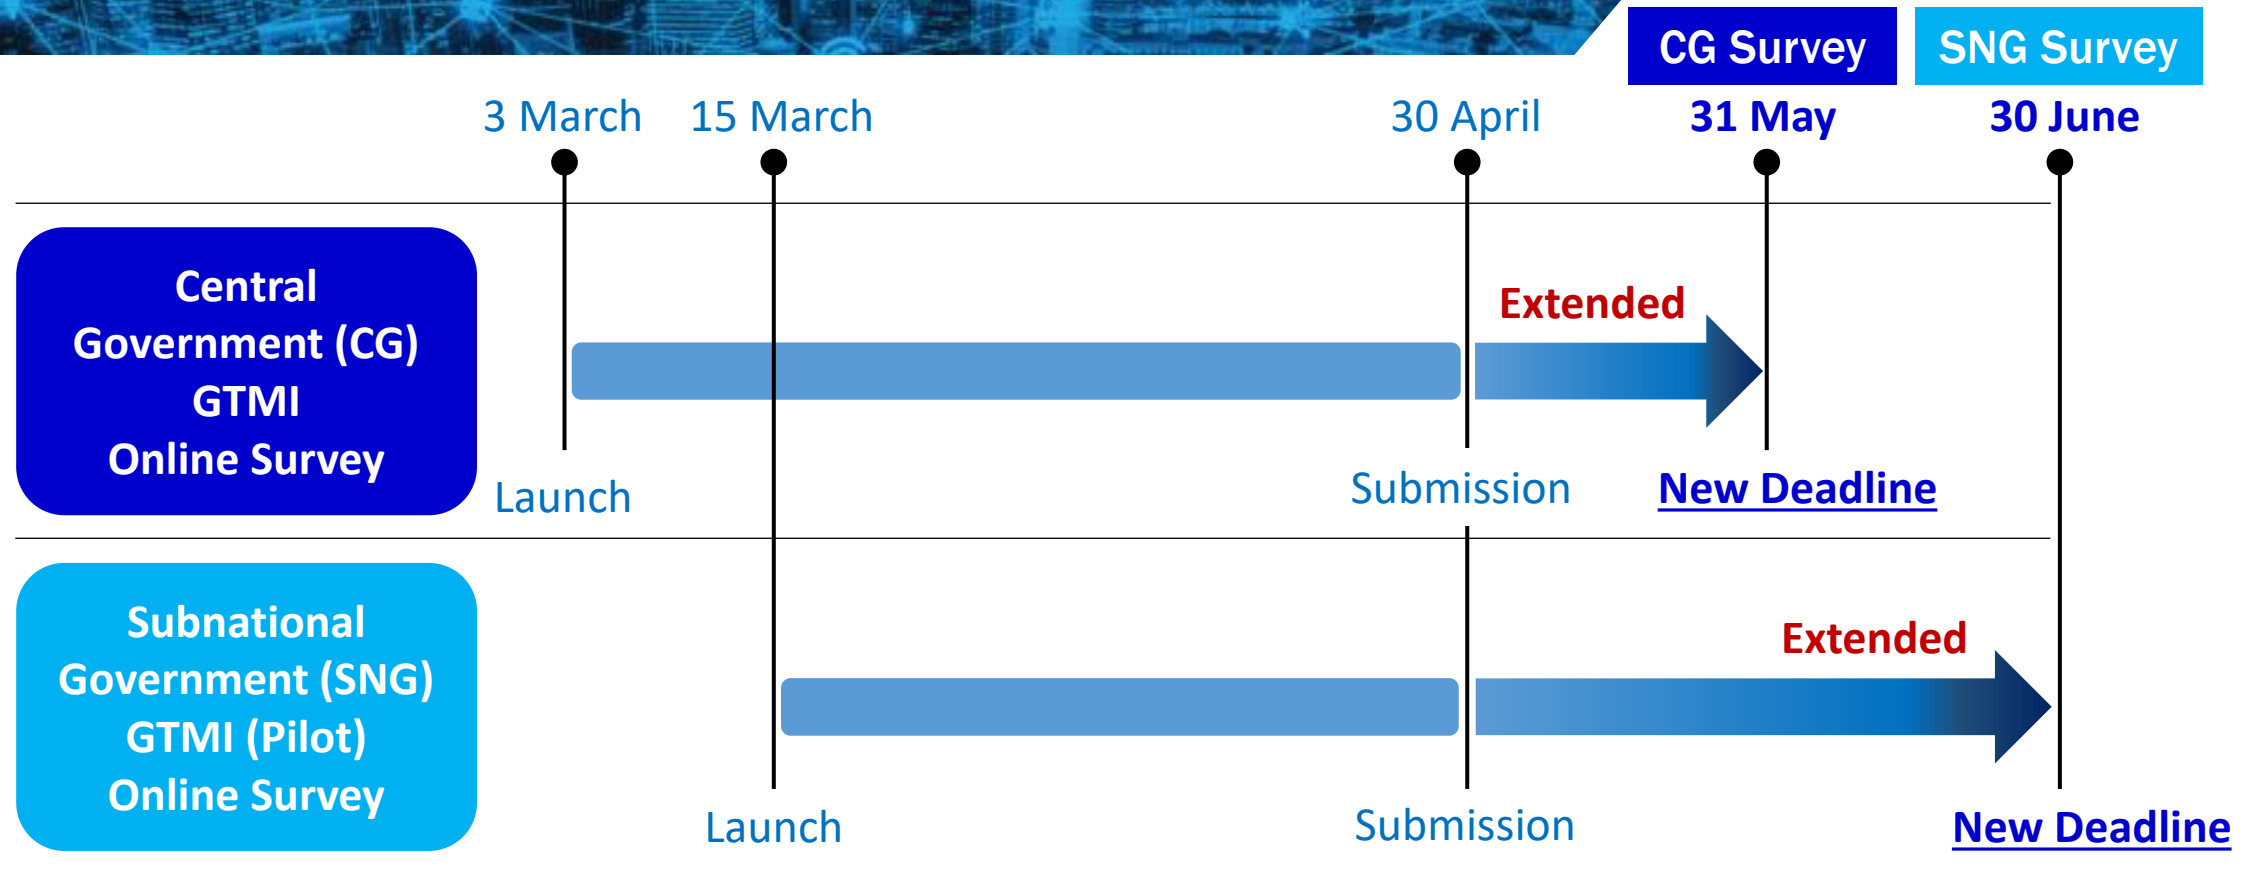 CG Survey
SNG Survey
3 March
15 March
30 April
31 May
30 June
Central
Government (CG)
GTMI
Online Survey
Extended
Launch
Submission
New Deadline
Subnational
Government (SNG)
GTMI (Pilot)
Online Survey
Extended
Launch
Submission
New Deadline